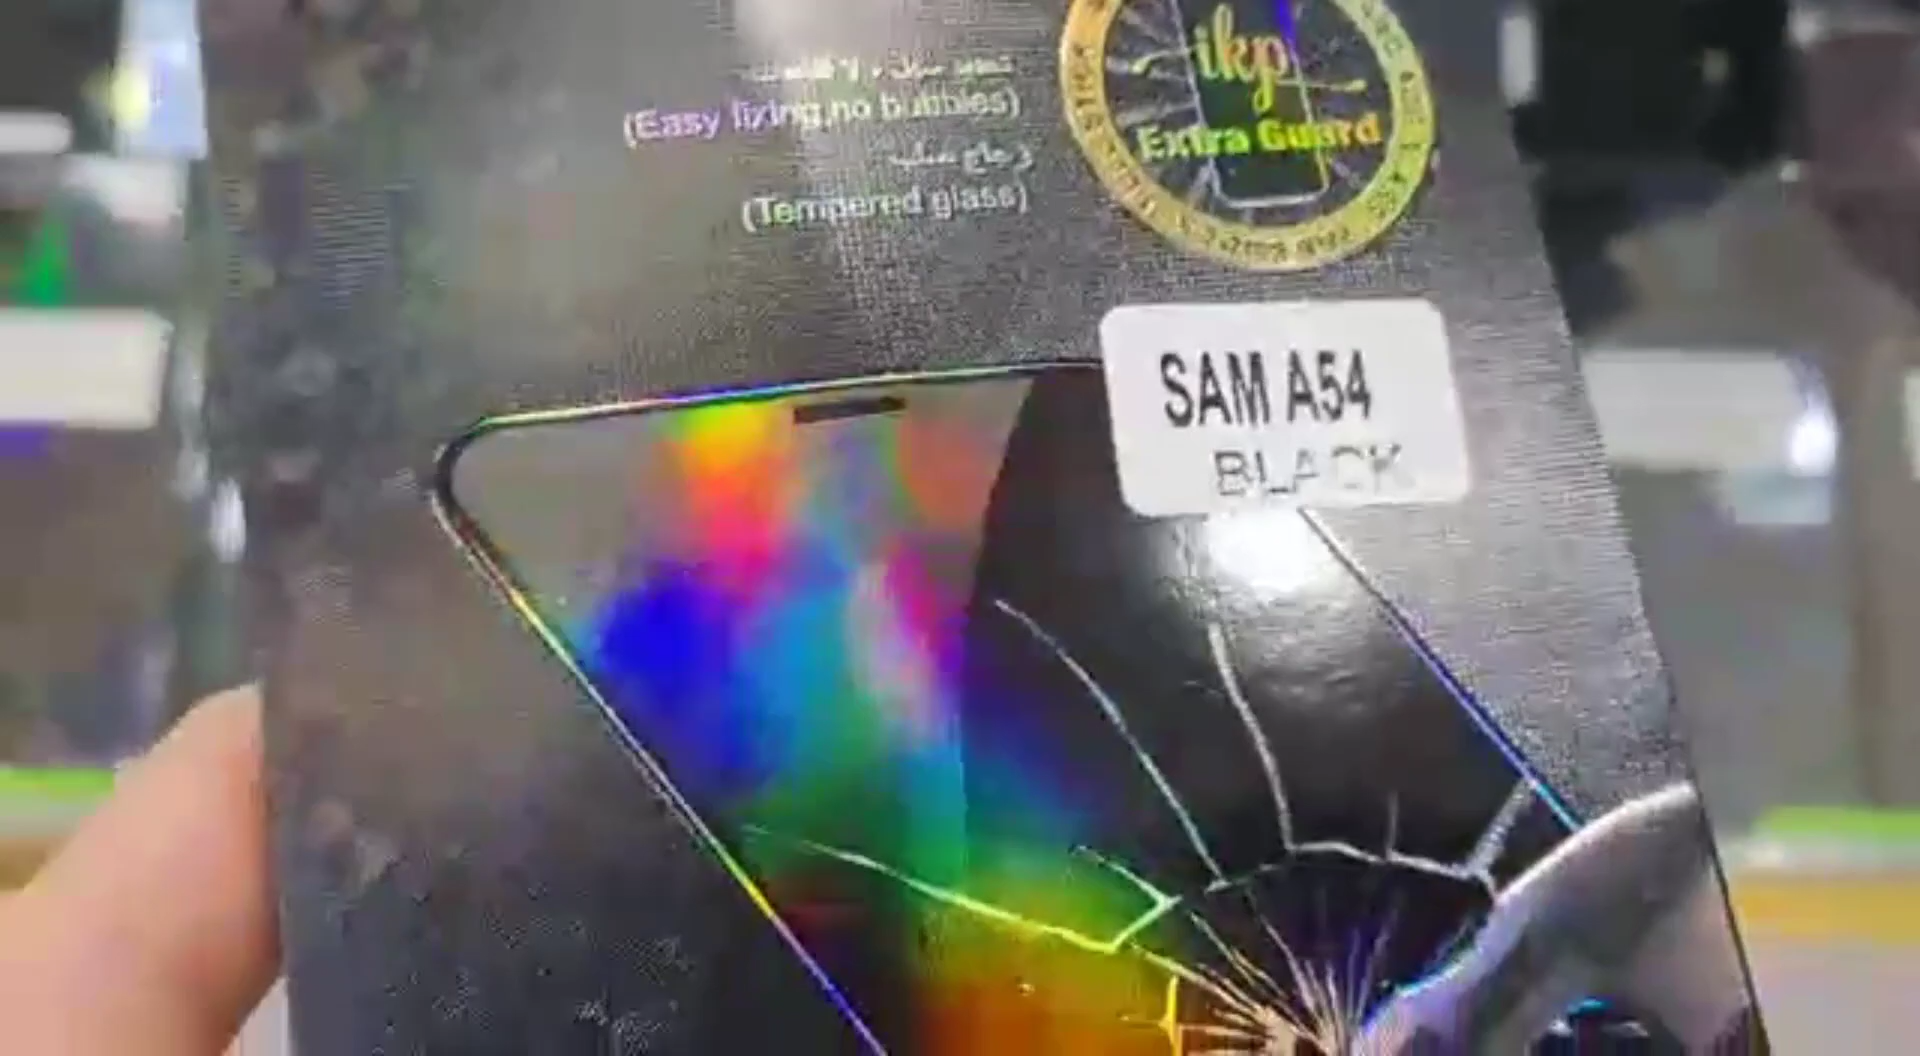 (Easy fixing,no bubbles)
زجاج صلب
(Tempered glass)
ikp
Extra Guard
SAM A54
BLACK